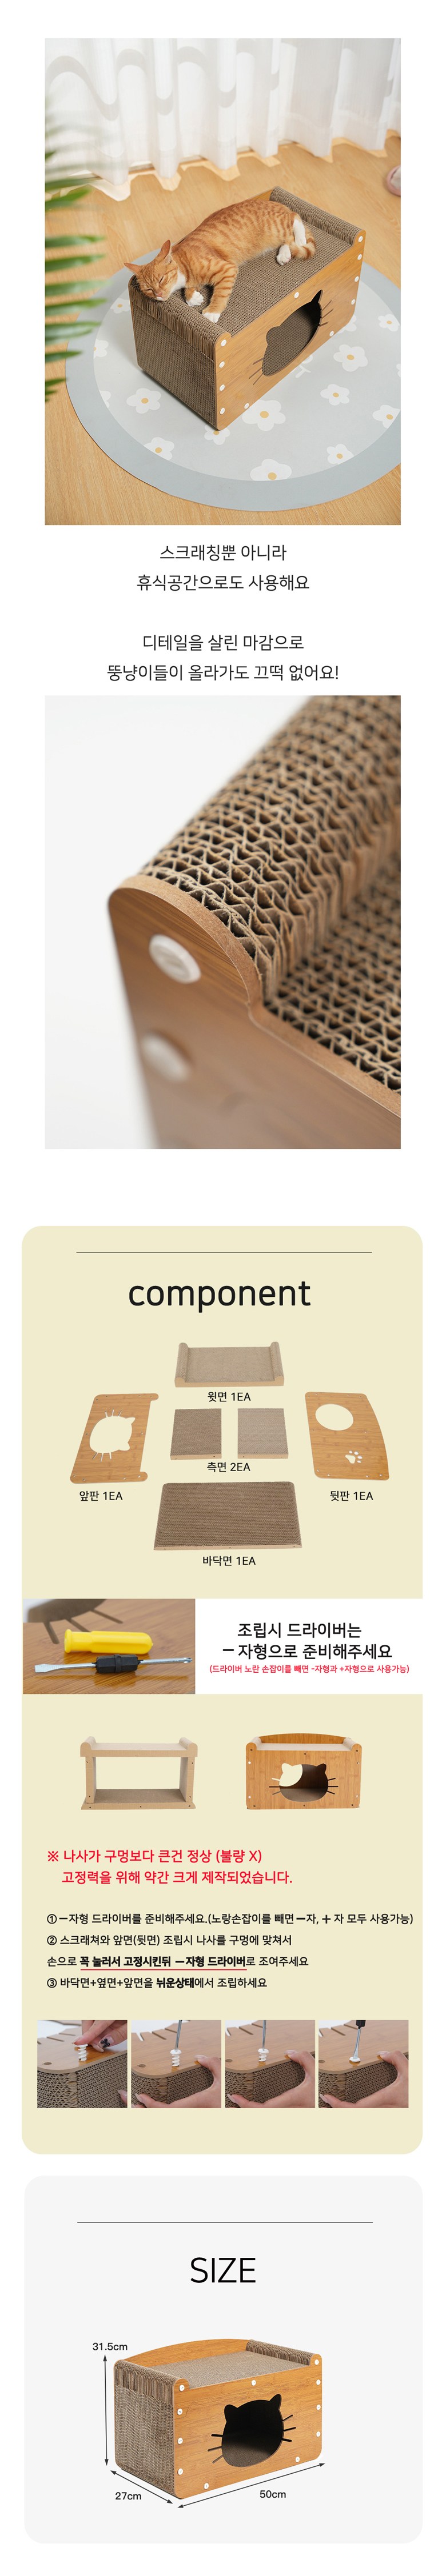 스크래칭뿐 아니라
휴식공간으로도 사용해요
디테일을 살린 마감으로
뚱냥이들이 올라가도 끄떡 없어요!
component
윗면 1EA
측면 2EA
앞판 1EA
뒷판 1EA
바닥면 1EA
조립시 드라이버는
ㅡ 자형으로 준비해주세요
(드라이버 노란 손잡이를 빼면 -자형과 +자형으로 사용가능)
※ 나사가 구멍보다 큰건 정상 (불량 X)
고정력을 위해 약간 크게 제작되었습니다.
① ㅡ자형 드라이버를 준비해주세요.(노랑손잡이를 빼면 ㅡ자, + 자 모두 사용가능)
② 스크래쳐와 앞면(뒷면) 조립시 나사를 구멍에 맞쳐서
손으로 꼭 눌러서 고정시킨뒤 ㅡ자형 드라이버로 조여주세요
③ 바닥면+옆면+앞면을 뉘운상태에서 조립하세요
SIZE
31.5cm
27cm
50cm